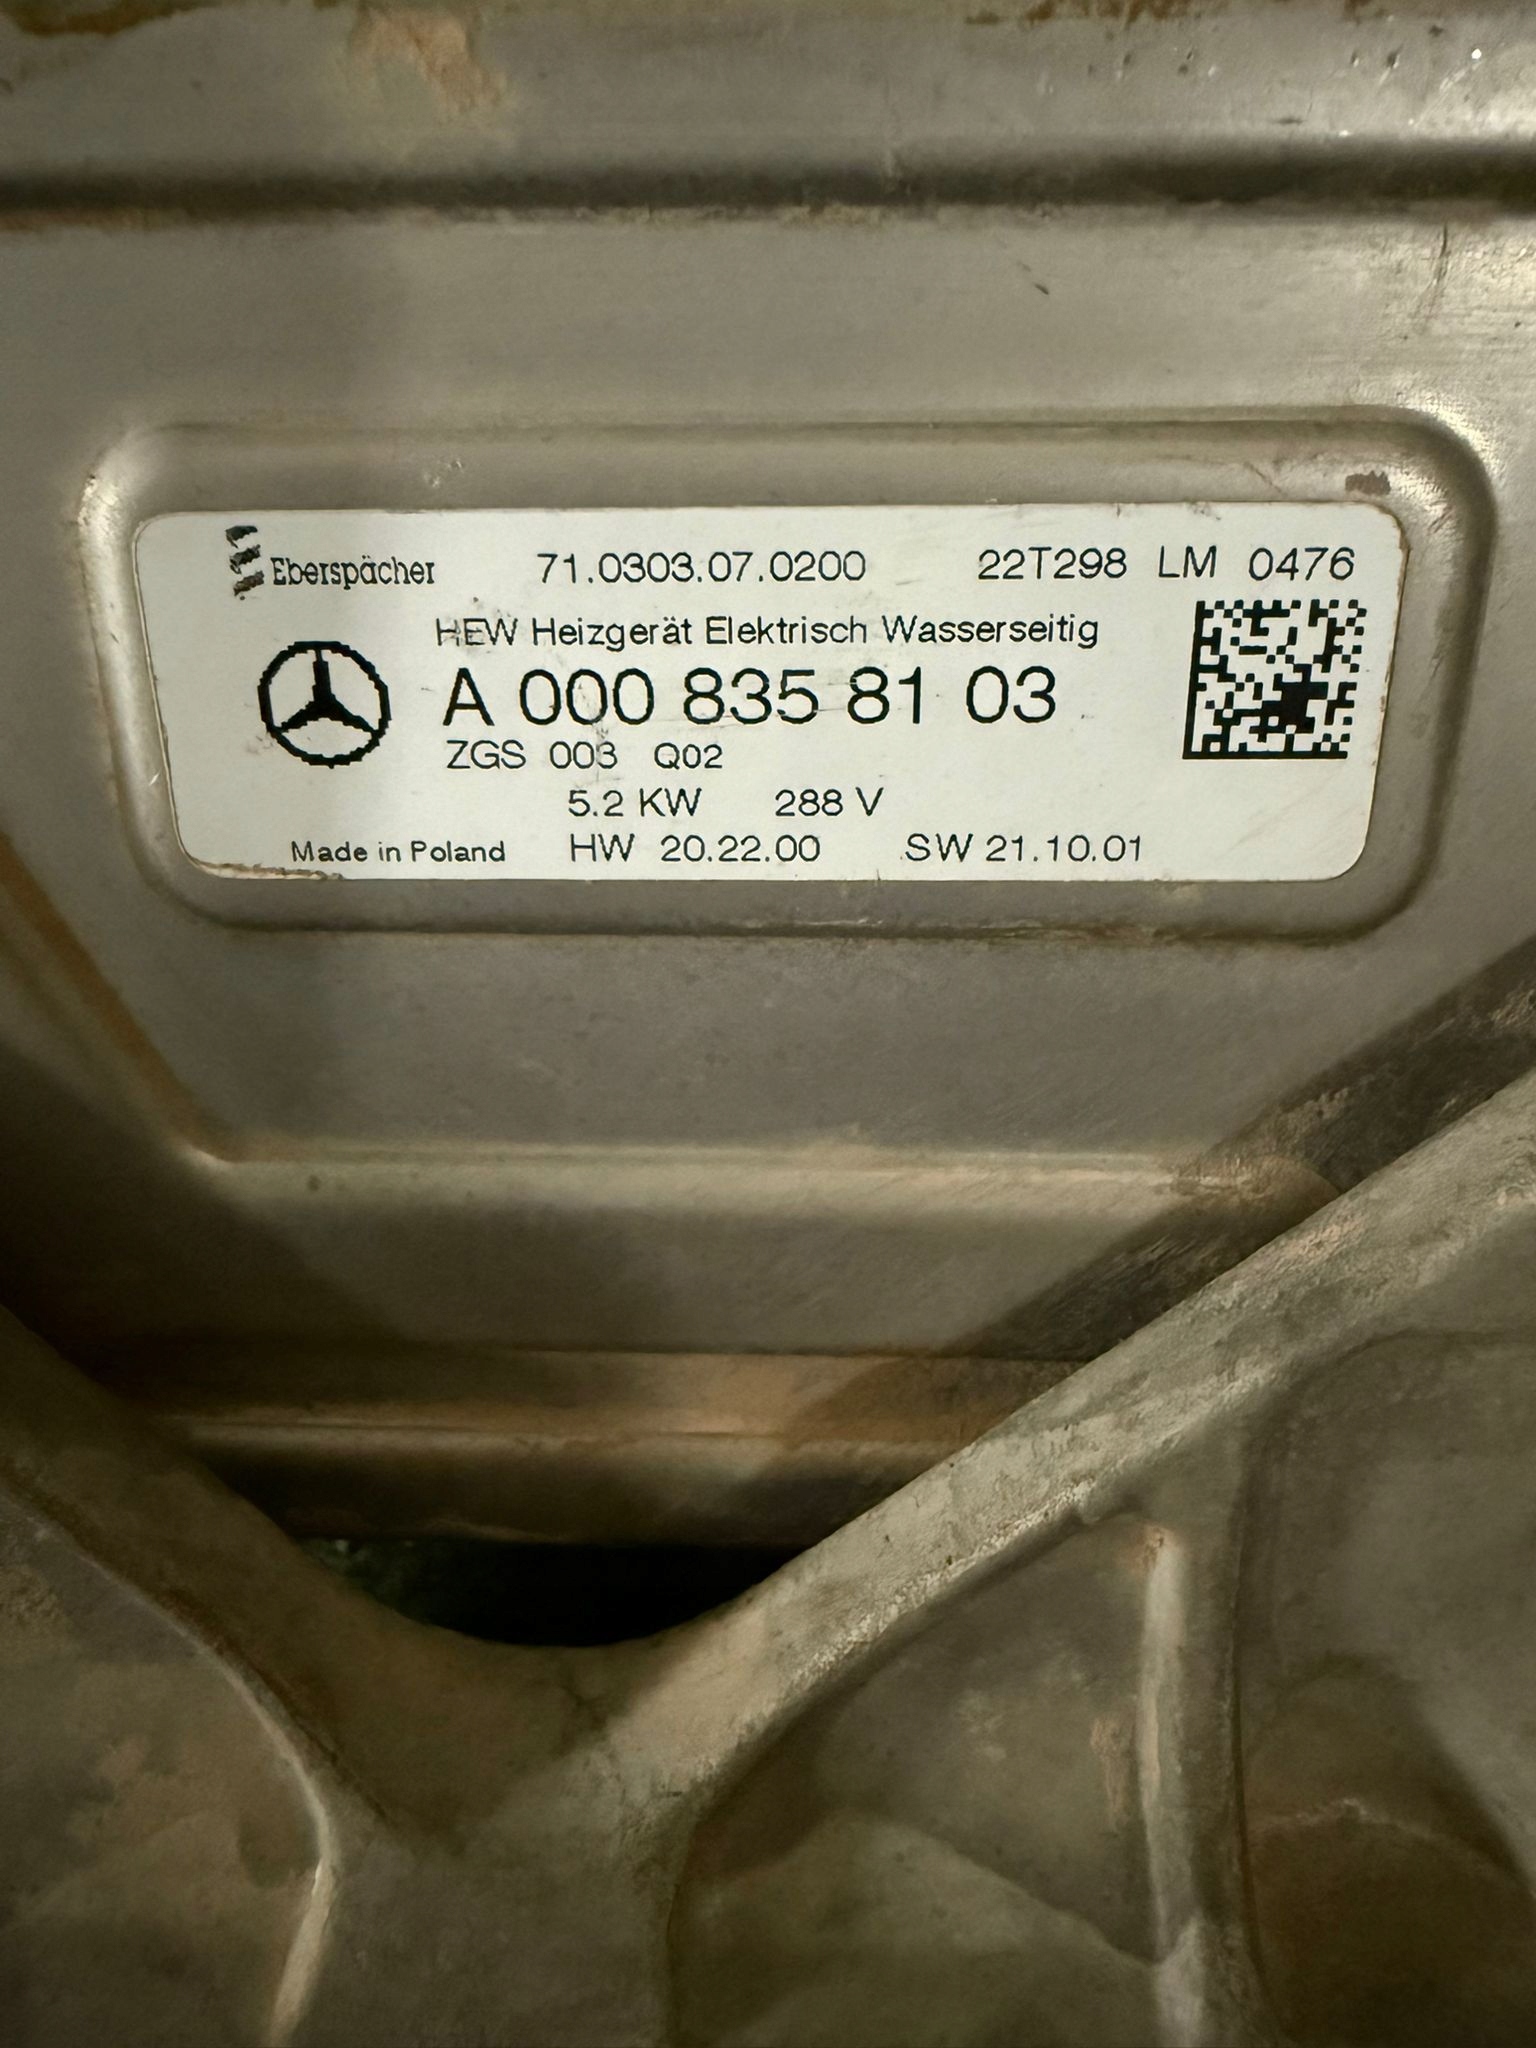 Eberspächer 71.0303.07.0200 22T298 LM 0476
HEW Heizgerät Elektrisch Wasserseitig
A 000 835 81 03
ZGS 003 Q02
5.2 KW 288 V
Made in Poland HW 20.22.00 SW 21.10.01